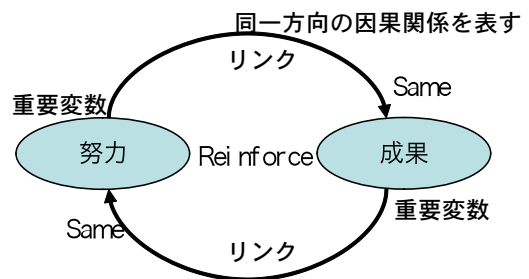 同一方向の因果関係を表す
リンク
Same
重要変数
努力
Reinforce
成果
重要変数
Same
リンク